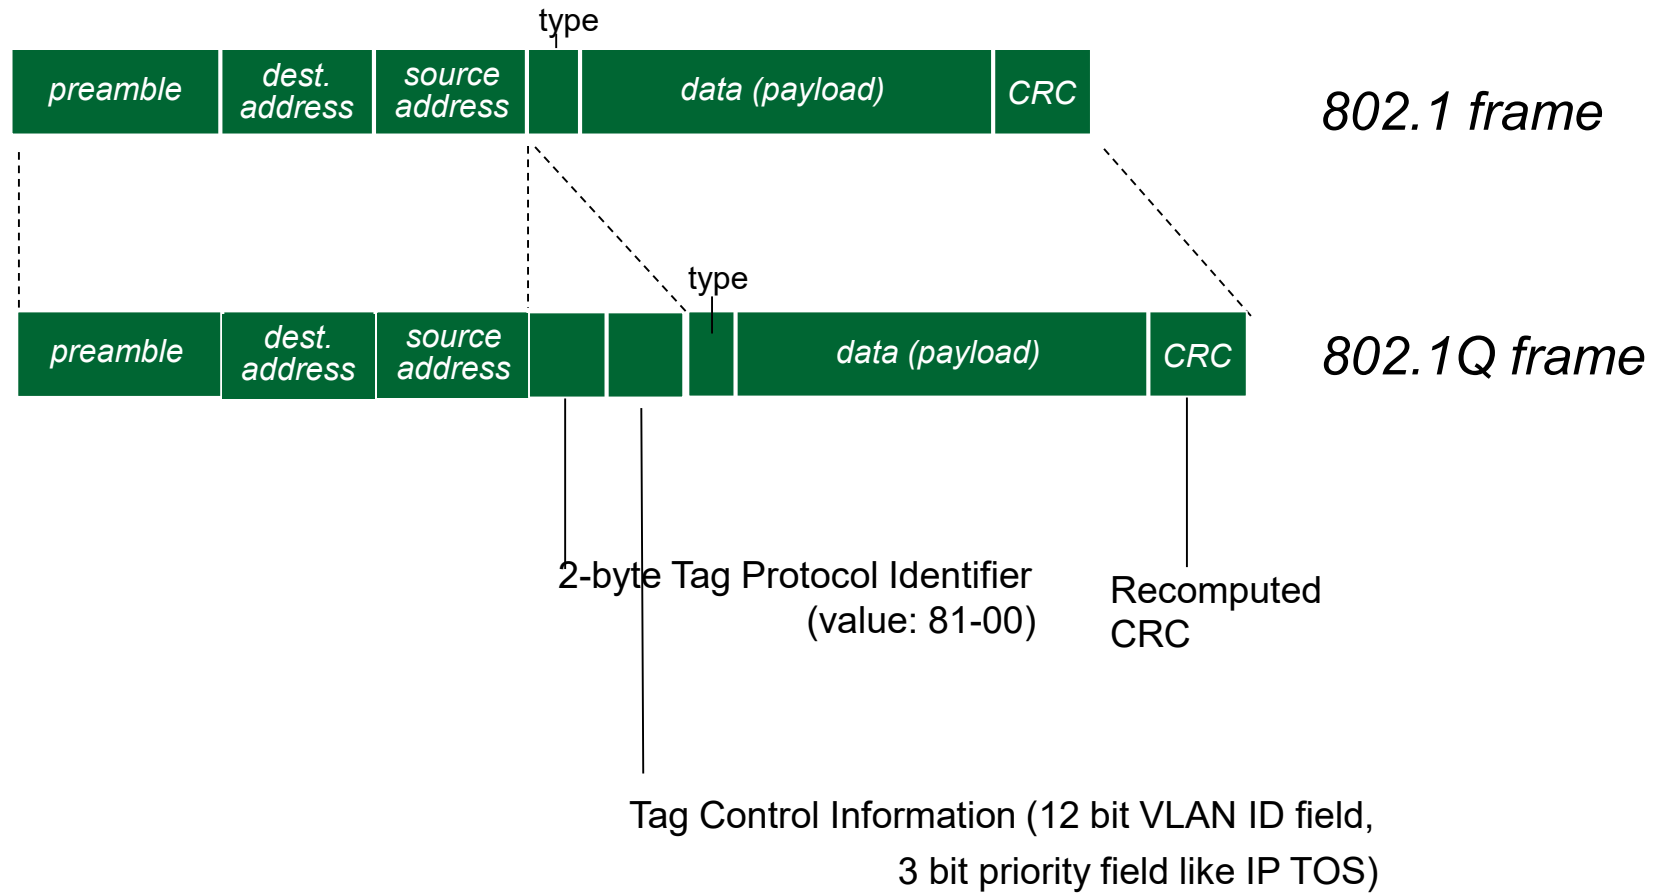 type
preamble
dest.
address
source
address
data (payload)
CRC
802.1 frame
type
preamble
dest.
address
source
address
data (payload)
CRC
802.1Q frame
2-byte Tag Protocol Identifier
(value: 81-00)
Recomputed
CRC
Tag Control Information (12 bit VLAN ID field,
3 bit priority field like IP TOS)